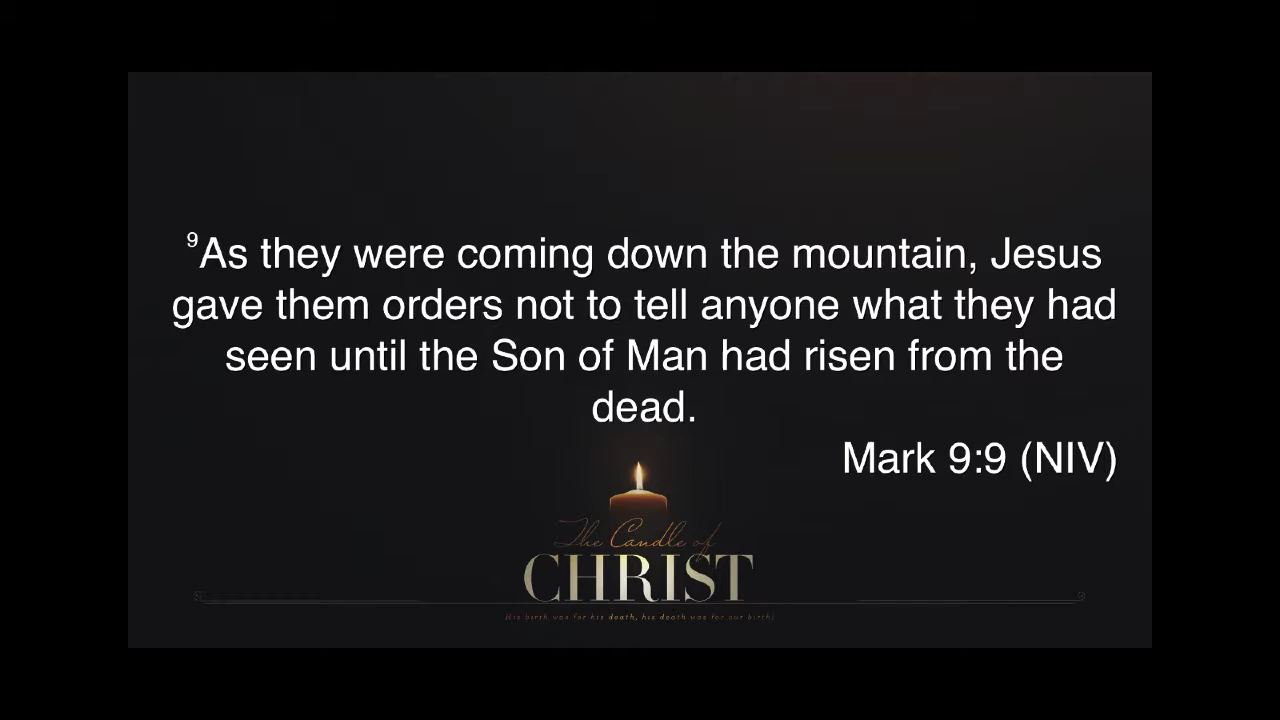 ⁹As they were coming down the mountain, Jesus
gave them orders not to tell anyone what they had
seen until the Son of Man had risen from the
dead.
Mark 9:9 (NIV)
The Candle of
CHRIST
His birth was for his death, his death was for our birth!